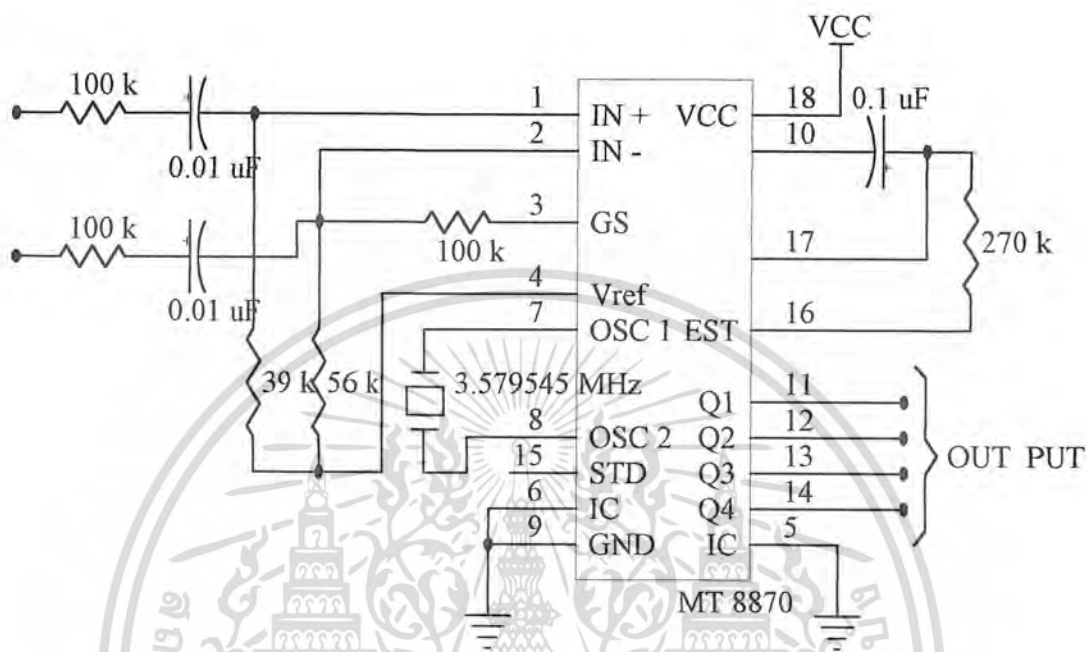 VCC
100 k
0.01 uF
1
2
IN +
IN -
VCC
18
10
0.1 uF
100 k
0.01 uF
100 k
3
GS
17
270 k
4
Vref
7
OSC 1
EST
16
39 k
56 k
3.579545 MHz
8
OSC 2
15
STD
6
IC
9
GND
Q1
11
Q2
12
Q3
13
Q4
14
IC
5
OUT PUT
MT 8870